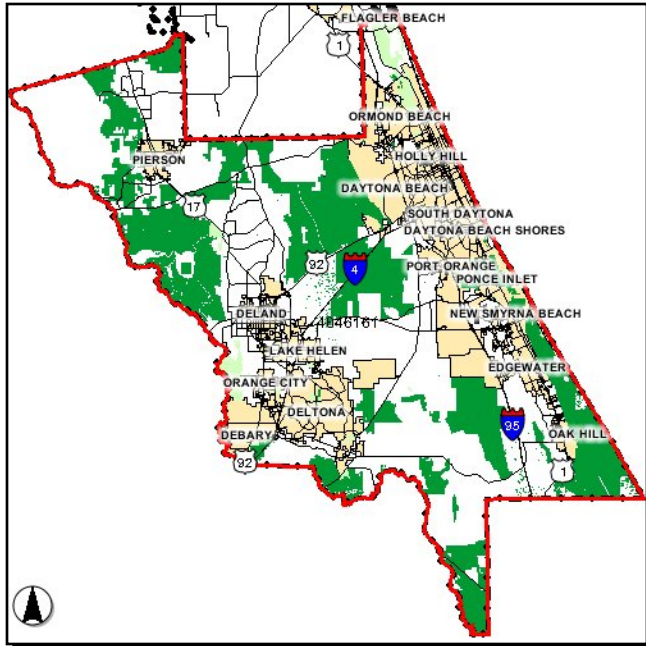 FLAGLER BEACH
1
ORMOND BEACH
HOLLY HILL
PIERSON
DAYTONA BEACH
17
SOUTH DAYTONA
DAYTONA BEACH SHORES
92
4
PORT ORANGE
PONCE INLET
DELAND
4046161
NEW SMYRNA BEACH
LAKE HELEN
EDGEWATER
ORANGE CITY
DELTONA
95
DEBARY
OAK HILL
92
1